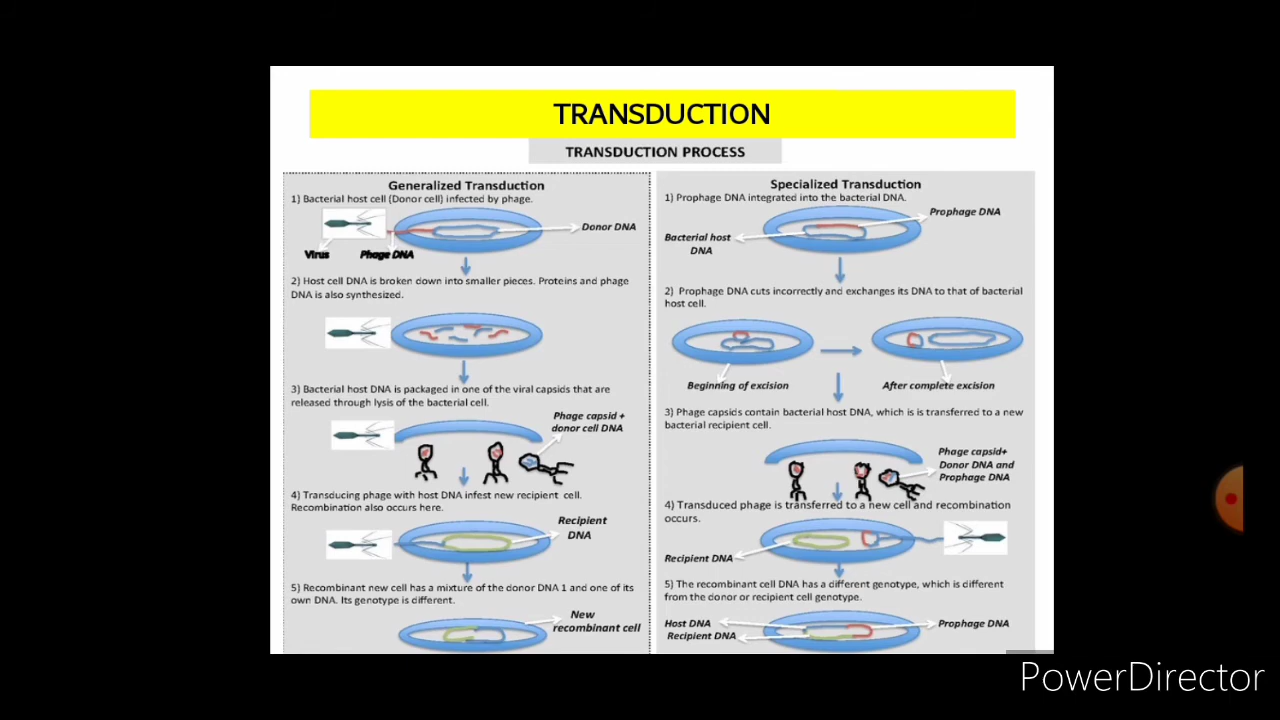 TRANSDUCTION
TRANSDUCTION PROCESS
Generalized Transduction
1) Bacterial host cell (Donor cell) infected by phage.
Donor DNA
Virus
Phage DNA
2) Host cell DNA is broken down into smaller pieces. Proteins and phage
DNA is also synthesized.
3) Bacterial host DNA is packaged in one of the viral capsids that are
released through lysis of the bacterial cell.
Phage capsid +
donor cell DNA
4) Transducing phage with host DNA infest new recipient cell.
Recombination also occurs here.
Recipient
DNA
5) Recombinant new cell has a mixture of the donor DNA 1 and one of its
own DNA. Its genotype is different.
New
recombinant cell
Specialized Transduction
1) Prophage DNA integrated into the bacterial DNA.
Prophage DNA
Bacterial host
DNA
2) Prophage DNA cuts incorrectly and exchanges its DNA to that of bacterial
host cell.
Beginning of excision
After complete excision
3) Phage capsids contain bacterial host DNA, which is is transferred to a new
bacterial recipient cell.
Phage capsid+
Donor DNA and
Prophage DNA
4) Transduced phage is transferred to a new cell and recombination
occurs.
Recipient DNA
5) The recombinant cell DNA has a different genotype, which is different
from the donor or recipient cell genotype.
Host DNA
Prophage DNA
Recipient DNA
PowerDirector